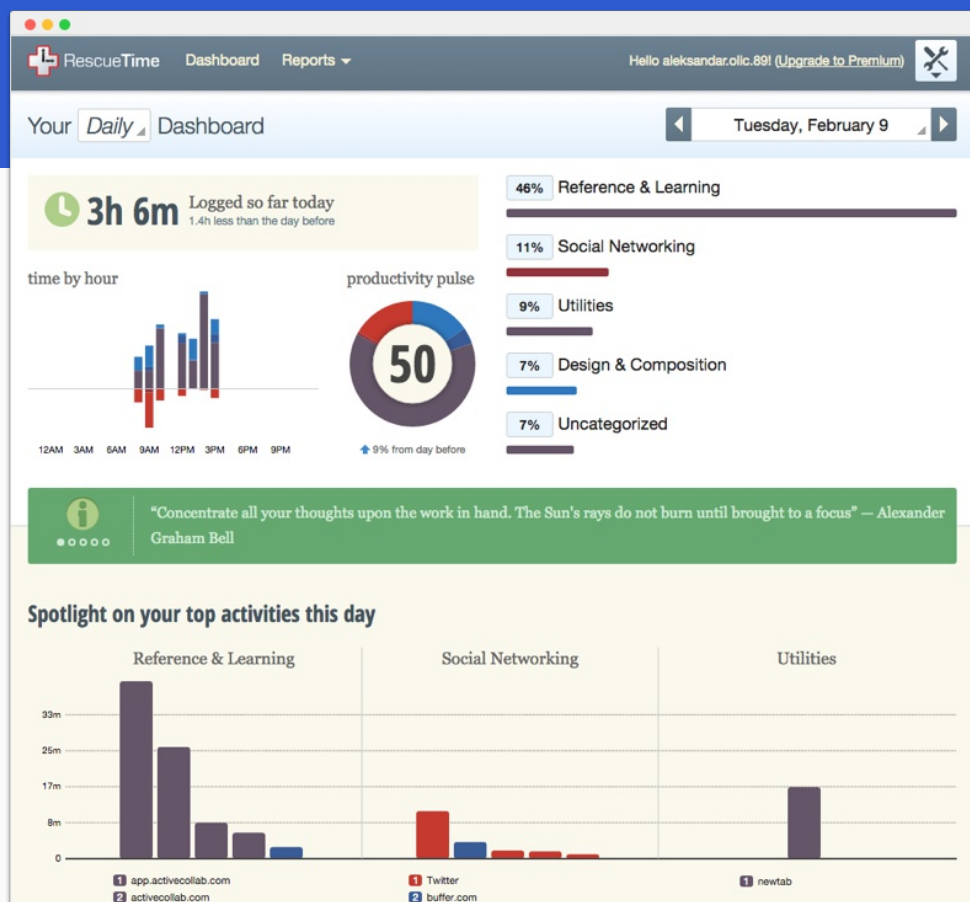 RescueTime Dashboard Reports Hello aleksandar.olic.89! (Upgrade to Premium)
Your Daily Dashboard
Tuesday, February 9
3h 6m
Logged so far today
1.4h less than the day before
time by hour
12AM 3AM 6AM 9AM 12PM 3PM 6PM 9PM
productivity pulse
50
9% from day before
46% Reference & Learning
11% Social Networking
9% Utilities
7% Design & Composition
7% Uncategorized
“Concentrate all your thoughts upon the work in hand. The Sun's rays do not burn until brought to a focus” — Alexander
Graham Bell
Spotlight on your top activities this day
Reference & Learning
Social Networking
Utilities
33m
25m
17m
8m
0
1 app.activecollab.com
2 activecollab.com
1 Twitter
2 buffer.com
1 newtab